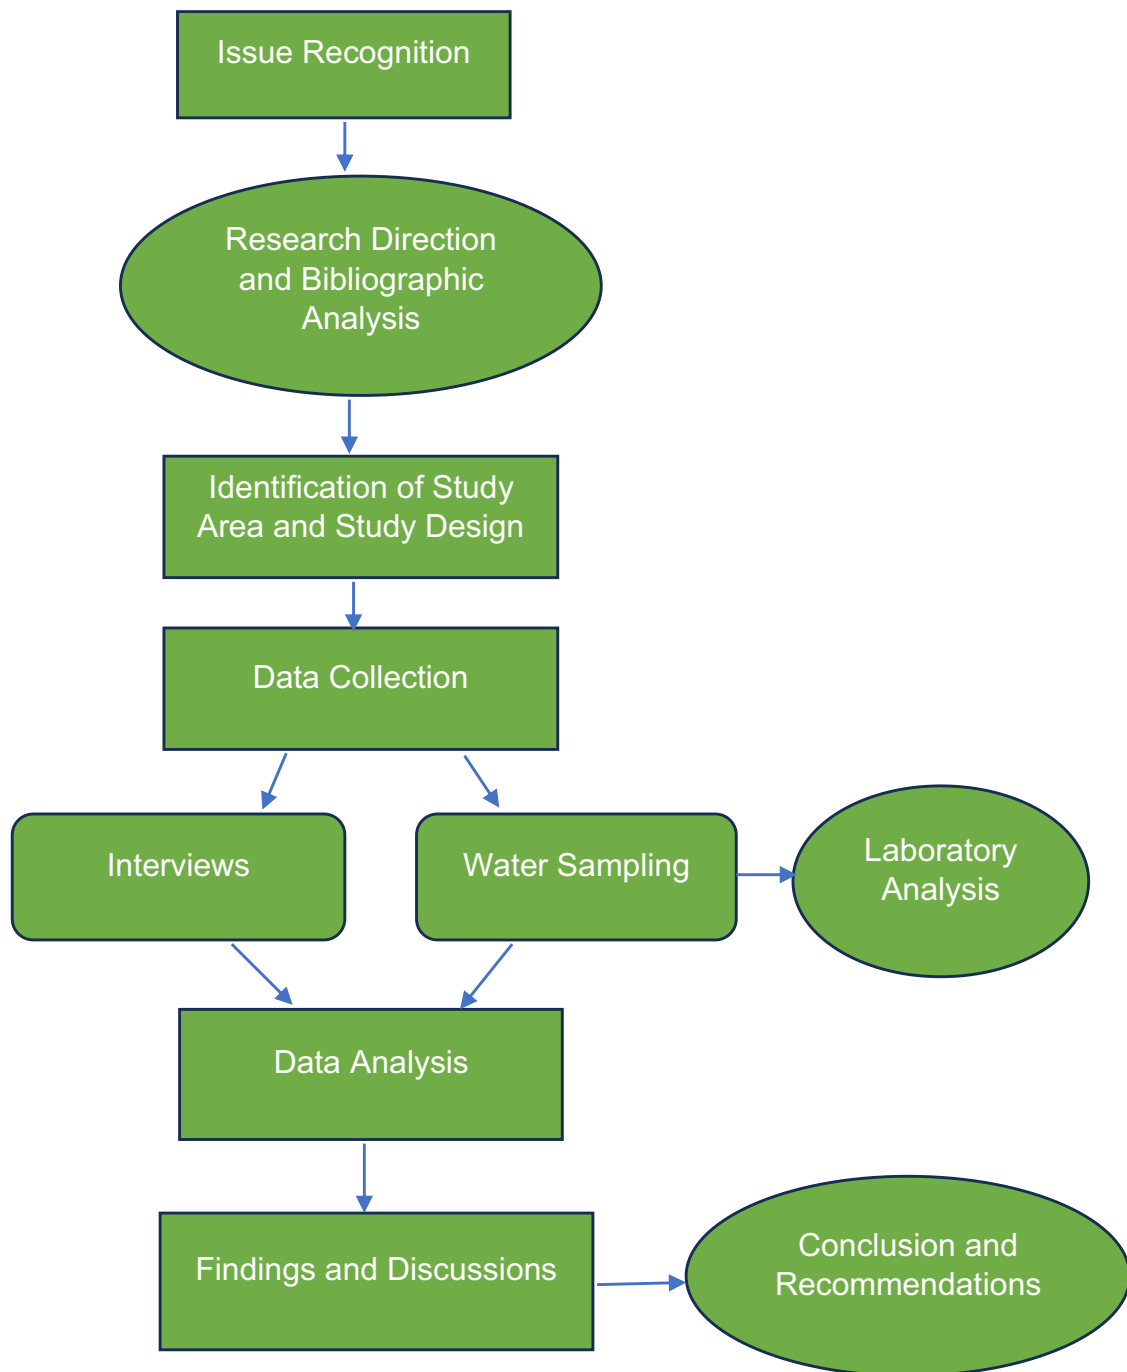 Issue Recognition
Research Direction
and Bibliographic
Analysis
Identification of Study
Area and Study Design
Data Collection
Interviews
Water Sampling
Laboratory
Analysis
Data Analysis
Findings and Discussions
Conclusion and
Recommendations